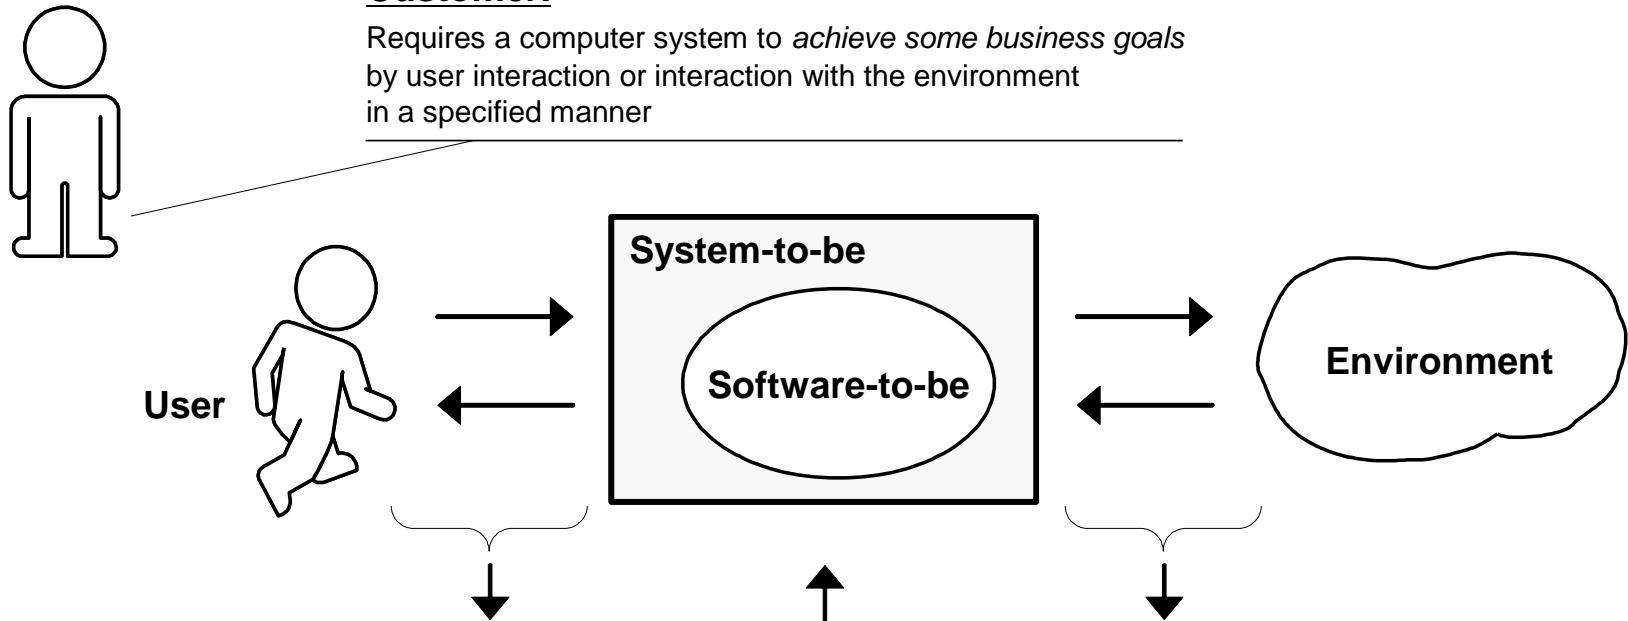 Customer:
Requires a computer system to achieve some business goals
by user interaction or interaction with the environment
in a specified manner
System-to-be
Software-to-be
Environment
User